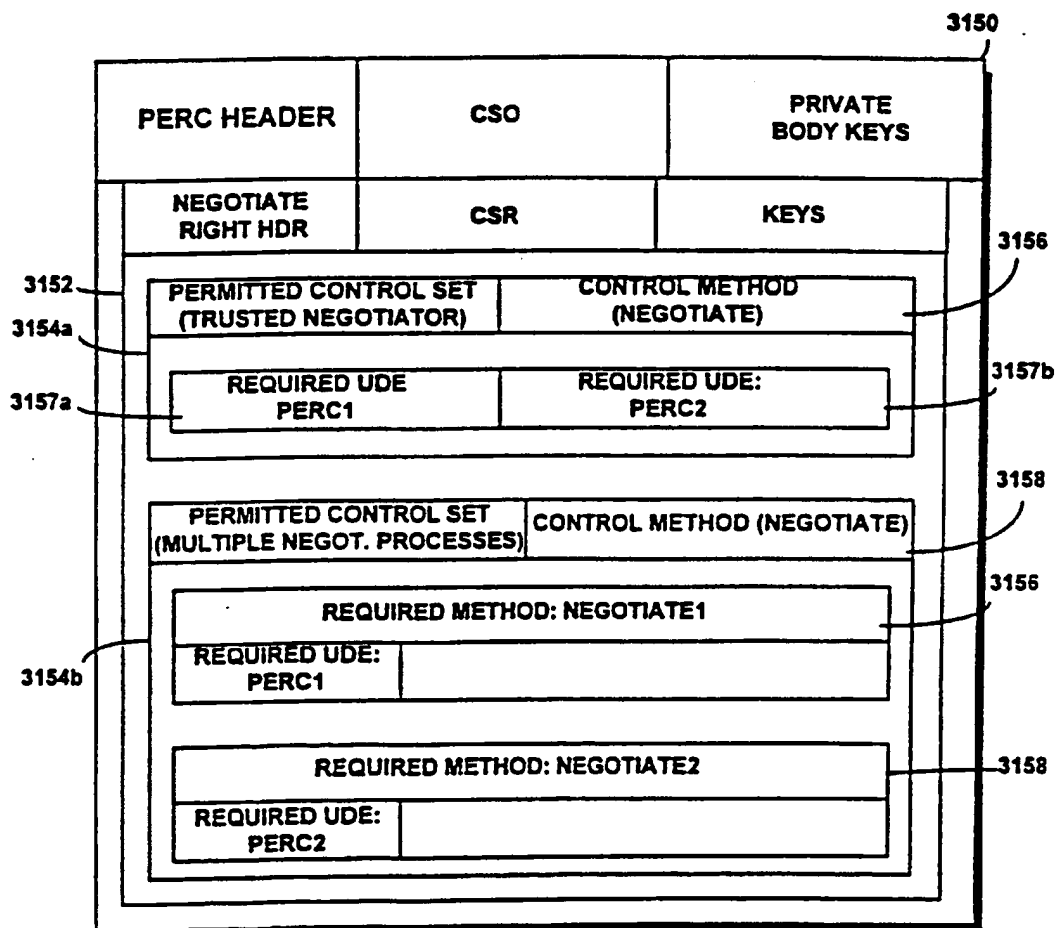 3150
PERC HEADER
CSO
PRIVATE
BODY KEYS
NEGOTIATE
RIGHT HDR
CSR
KEYS
3156
3152
PERMITTED CONTROL SET
(TRUSTED NEGOTIATOR)
CONTROL METHOD
(NEGOTIATE)
3154a
REQUIRED UDE
PERC1
REQUIRED UDE:
PERC2
3157a
3157b
3158
PERMITTED CONTROL SET
(MULTIPLE NEGOT. PROCESSES)
CONTROL METHOD (NEGOTIATE)
3156
REQUIRED METHOD: NEGOTIATE1
REQUIRED UDE:
PERC1
3154b
REQUIRED METHOD: NEGOTIATE2
3158
REQUIRED UDE:
PERC2